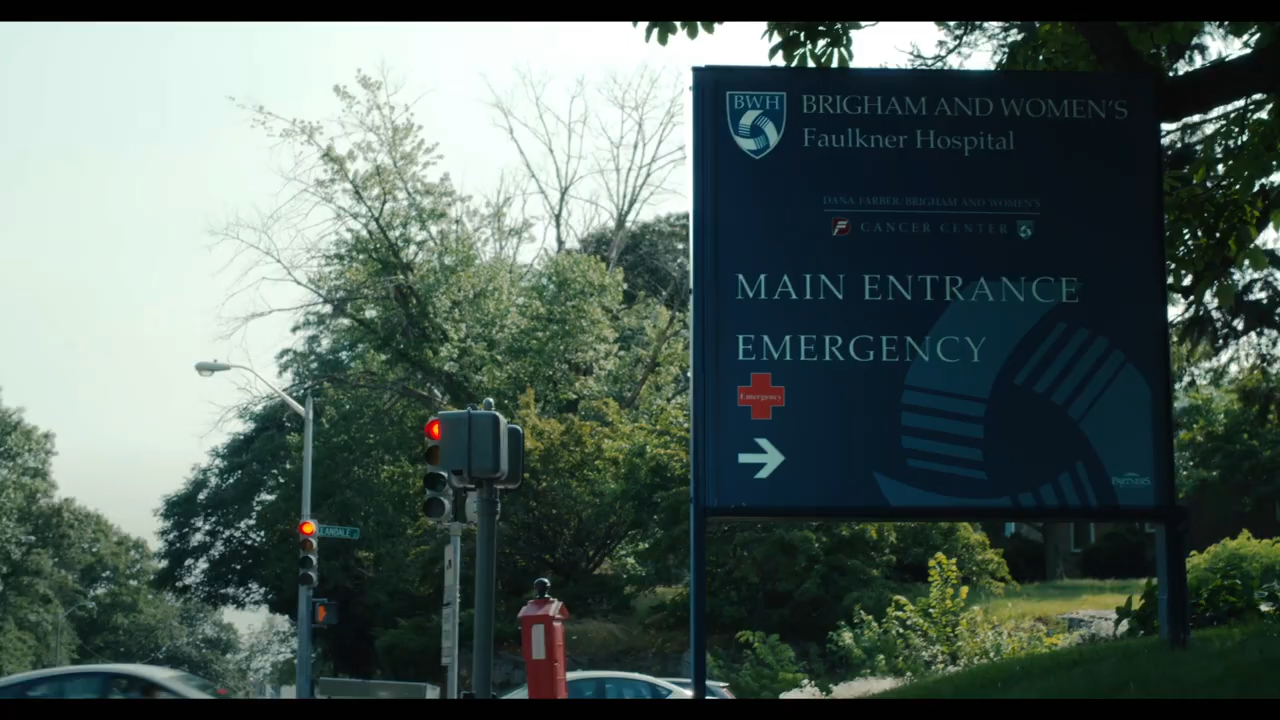 BWH
BRIGHAM AND WOMEN'S
Faulkner Hospital
DANA FARBER/BRIGHAM AND WOMEN'S
CANCER CENTER
MAIN ENTRANCE
EMERGENCY
Emergency
PARTNERS